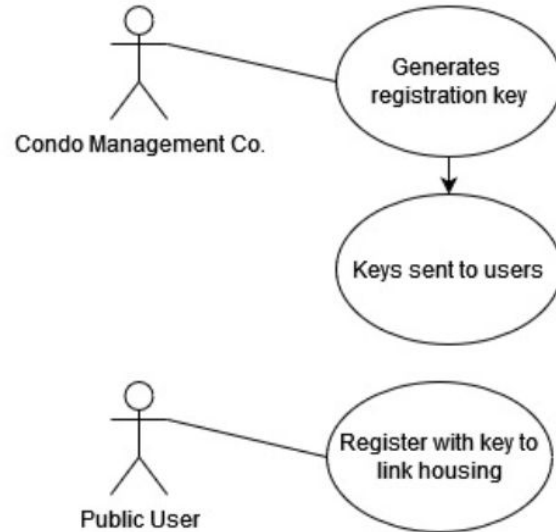 Generates
registration key
Condo Management Co.
Keys sent to users
Register with key to
link housing
Public User